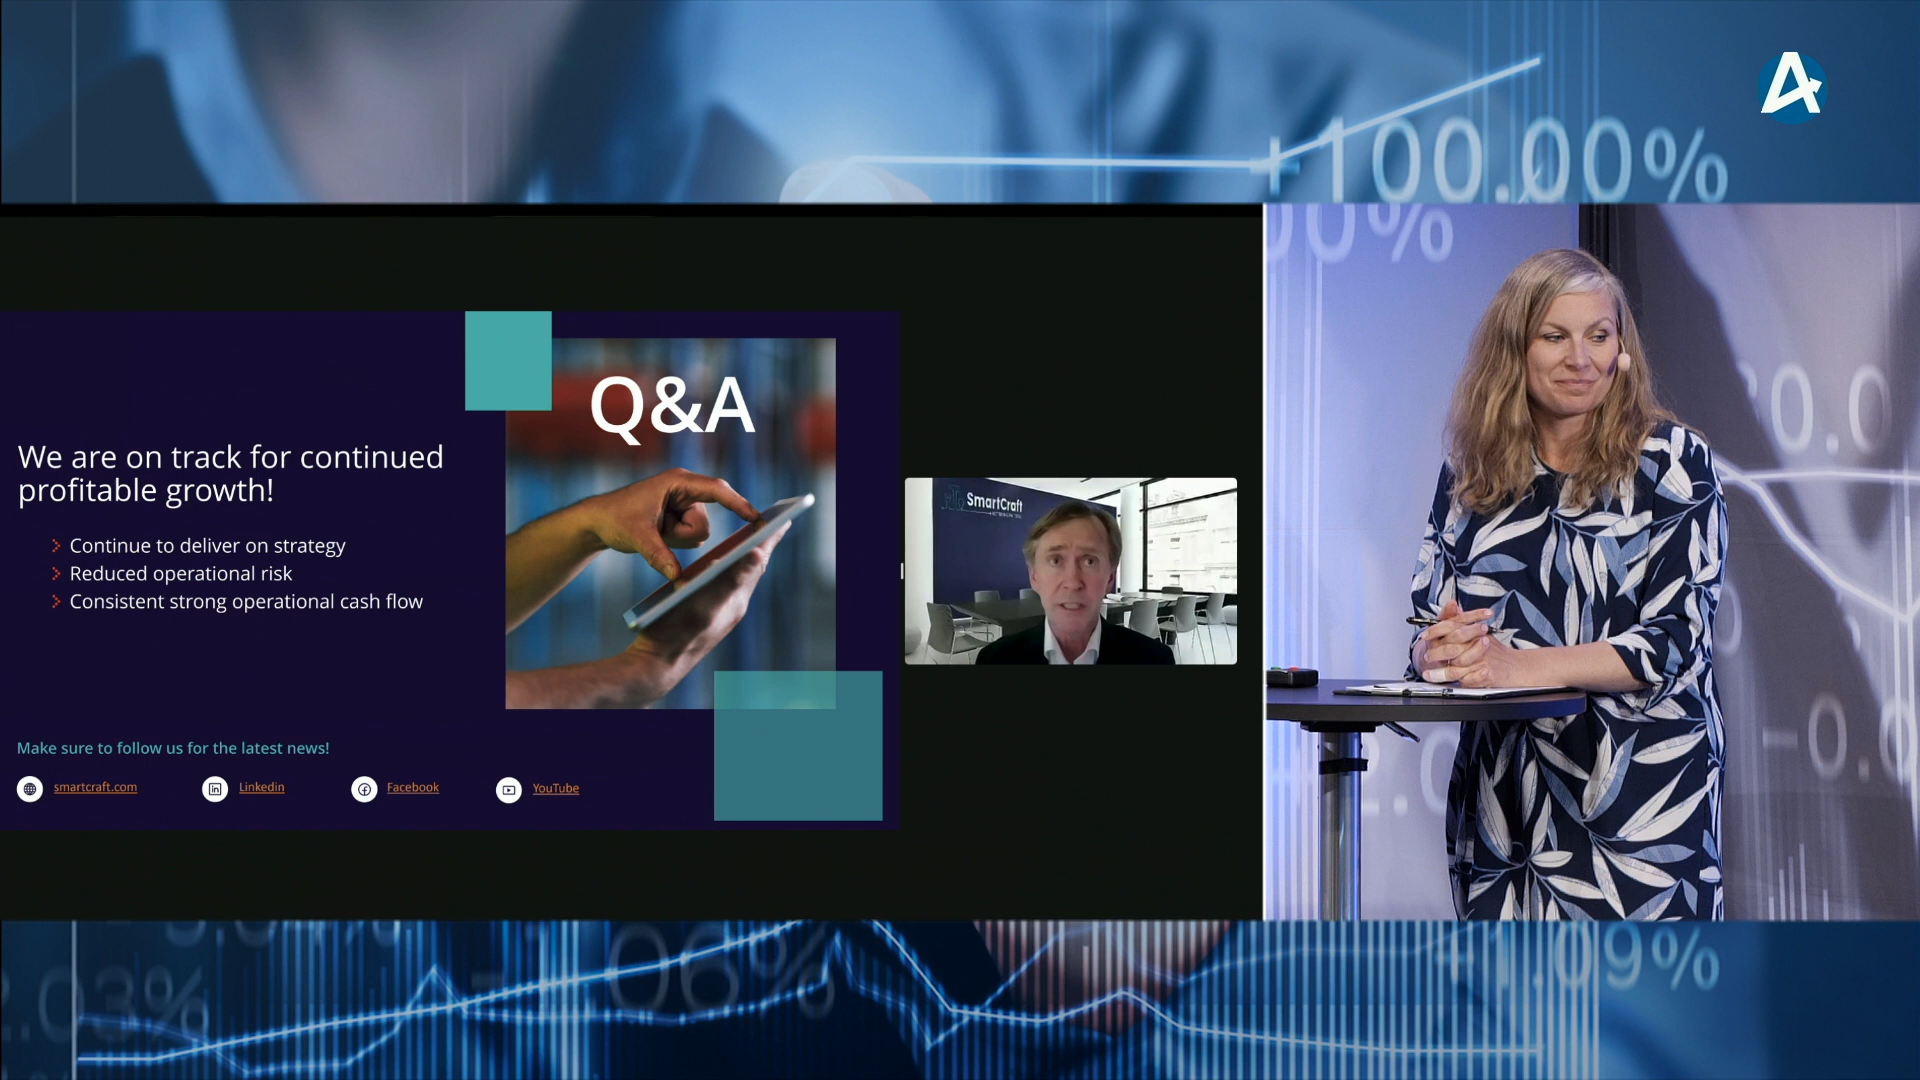 +100.00%
00%
Q&A
We are on track for continued
profitable growth!
Continue to deliver on strategy
Reduced operational risk
Consistent strong operational cash flow
SmartCraft
Make sure to follow us for the latest news!
smartcraft.com
Linkedin
Facebook
YouTube